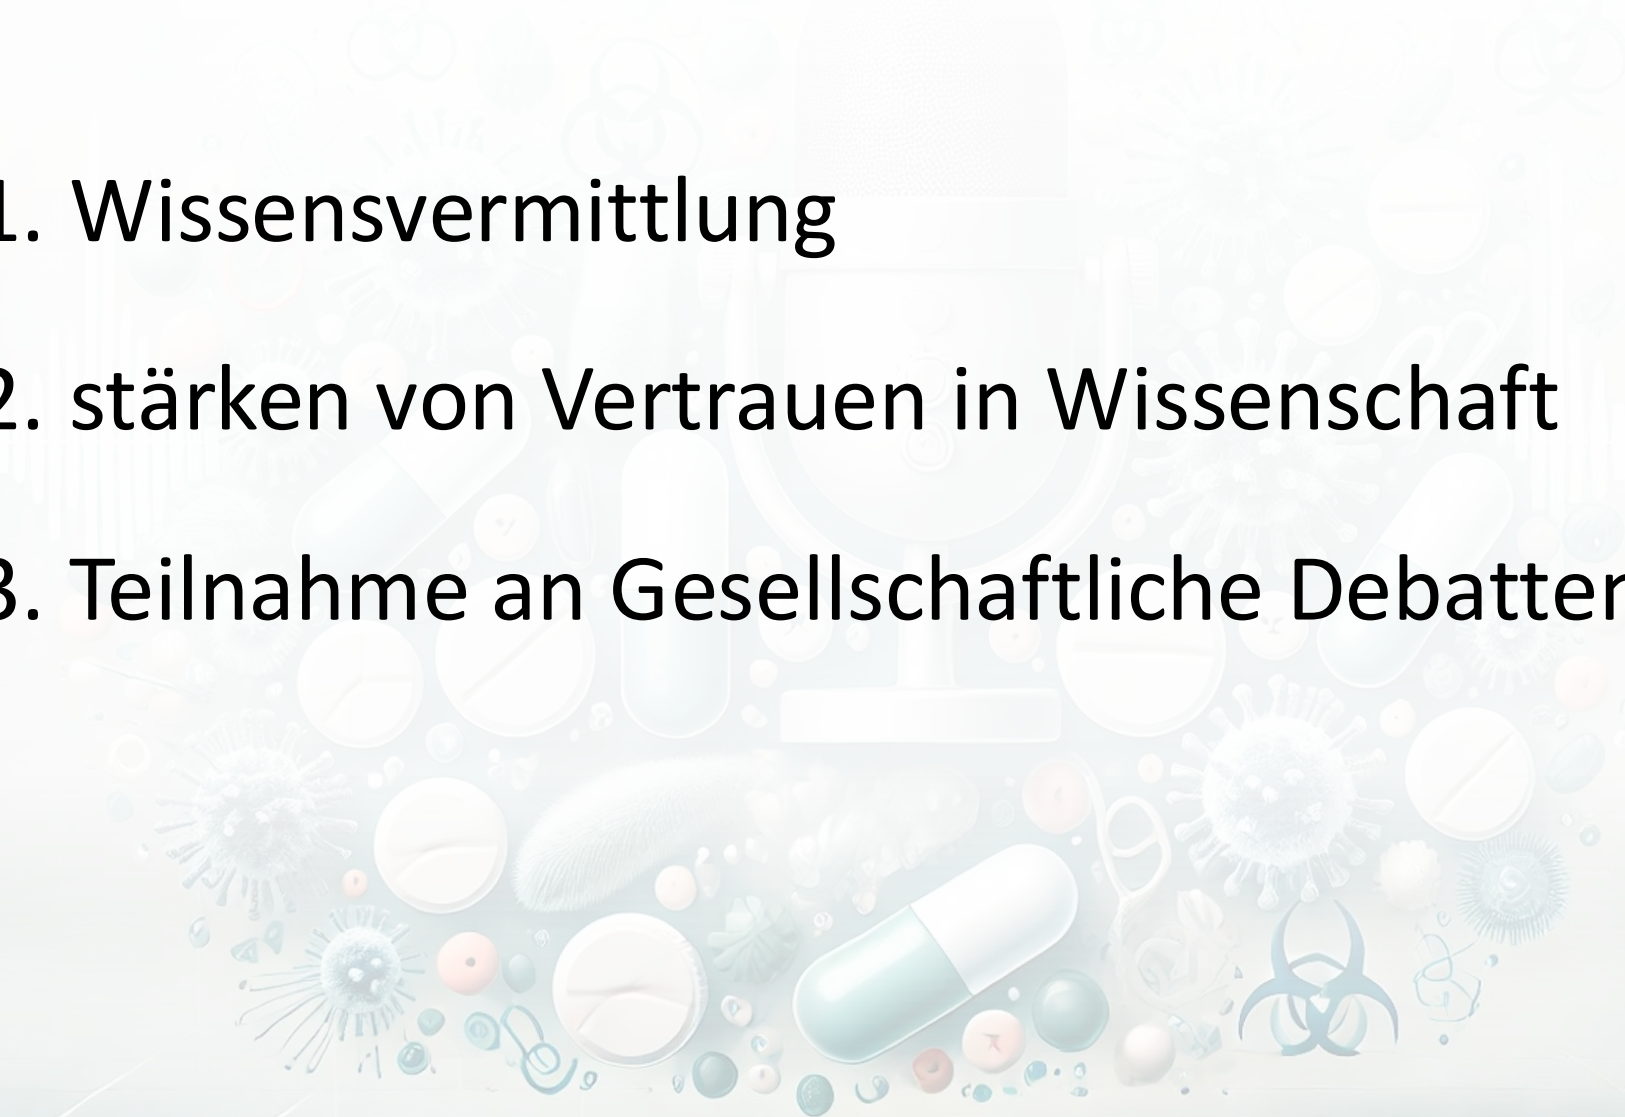 1. Wissensvermittlung
2. stärken von Vertrauen in Wissenschaft
3. Teilnahme an Gesellschaftliche Debatten